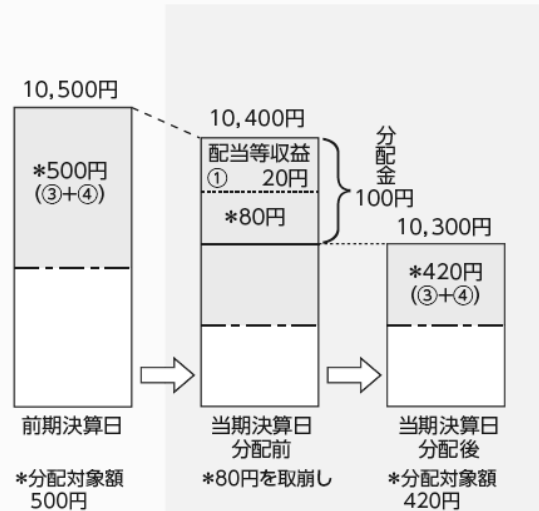 10,500円
*500円
(③+④)
前期決算日
*分配対象額
500円
10,400円
配当等収益
① 20円
*80円
分配金
100円
当期決算日
分配前
*80円を取崩し
10,300円
*420円
(③+④)
当期決算日
分配後
*分配対象額
420円